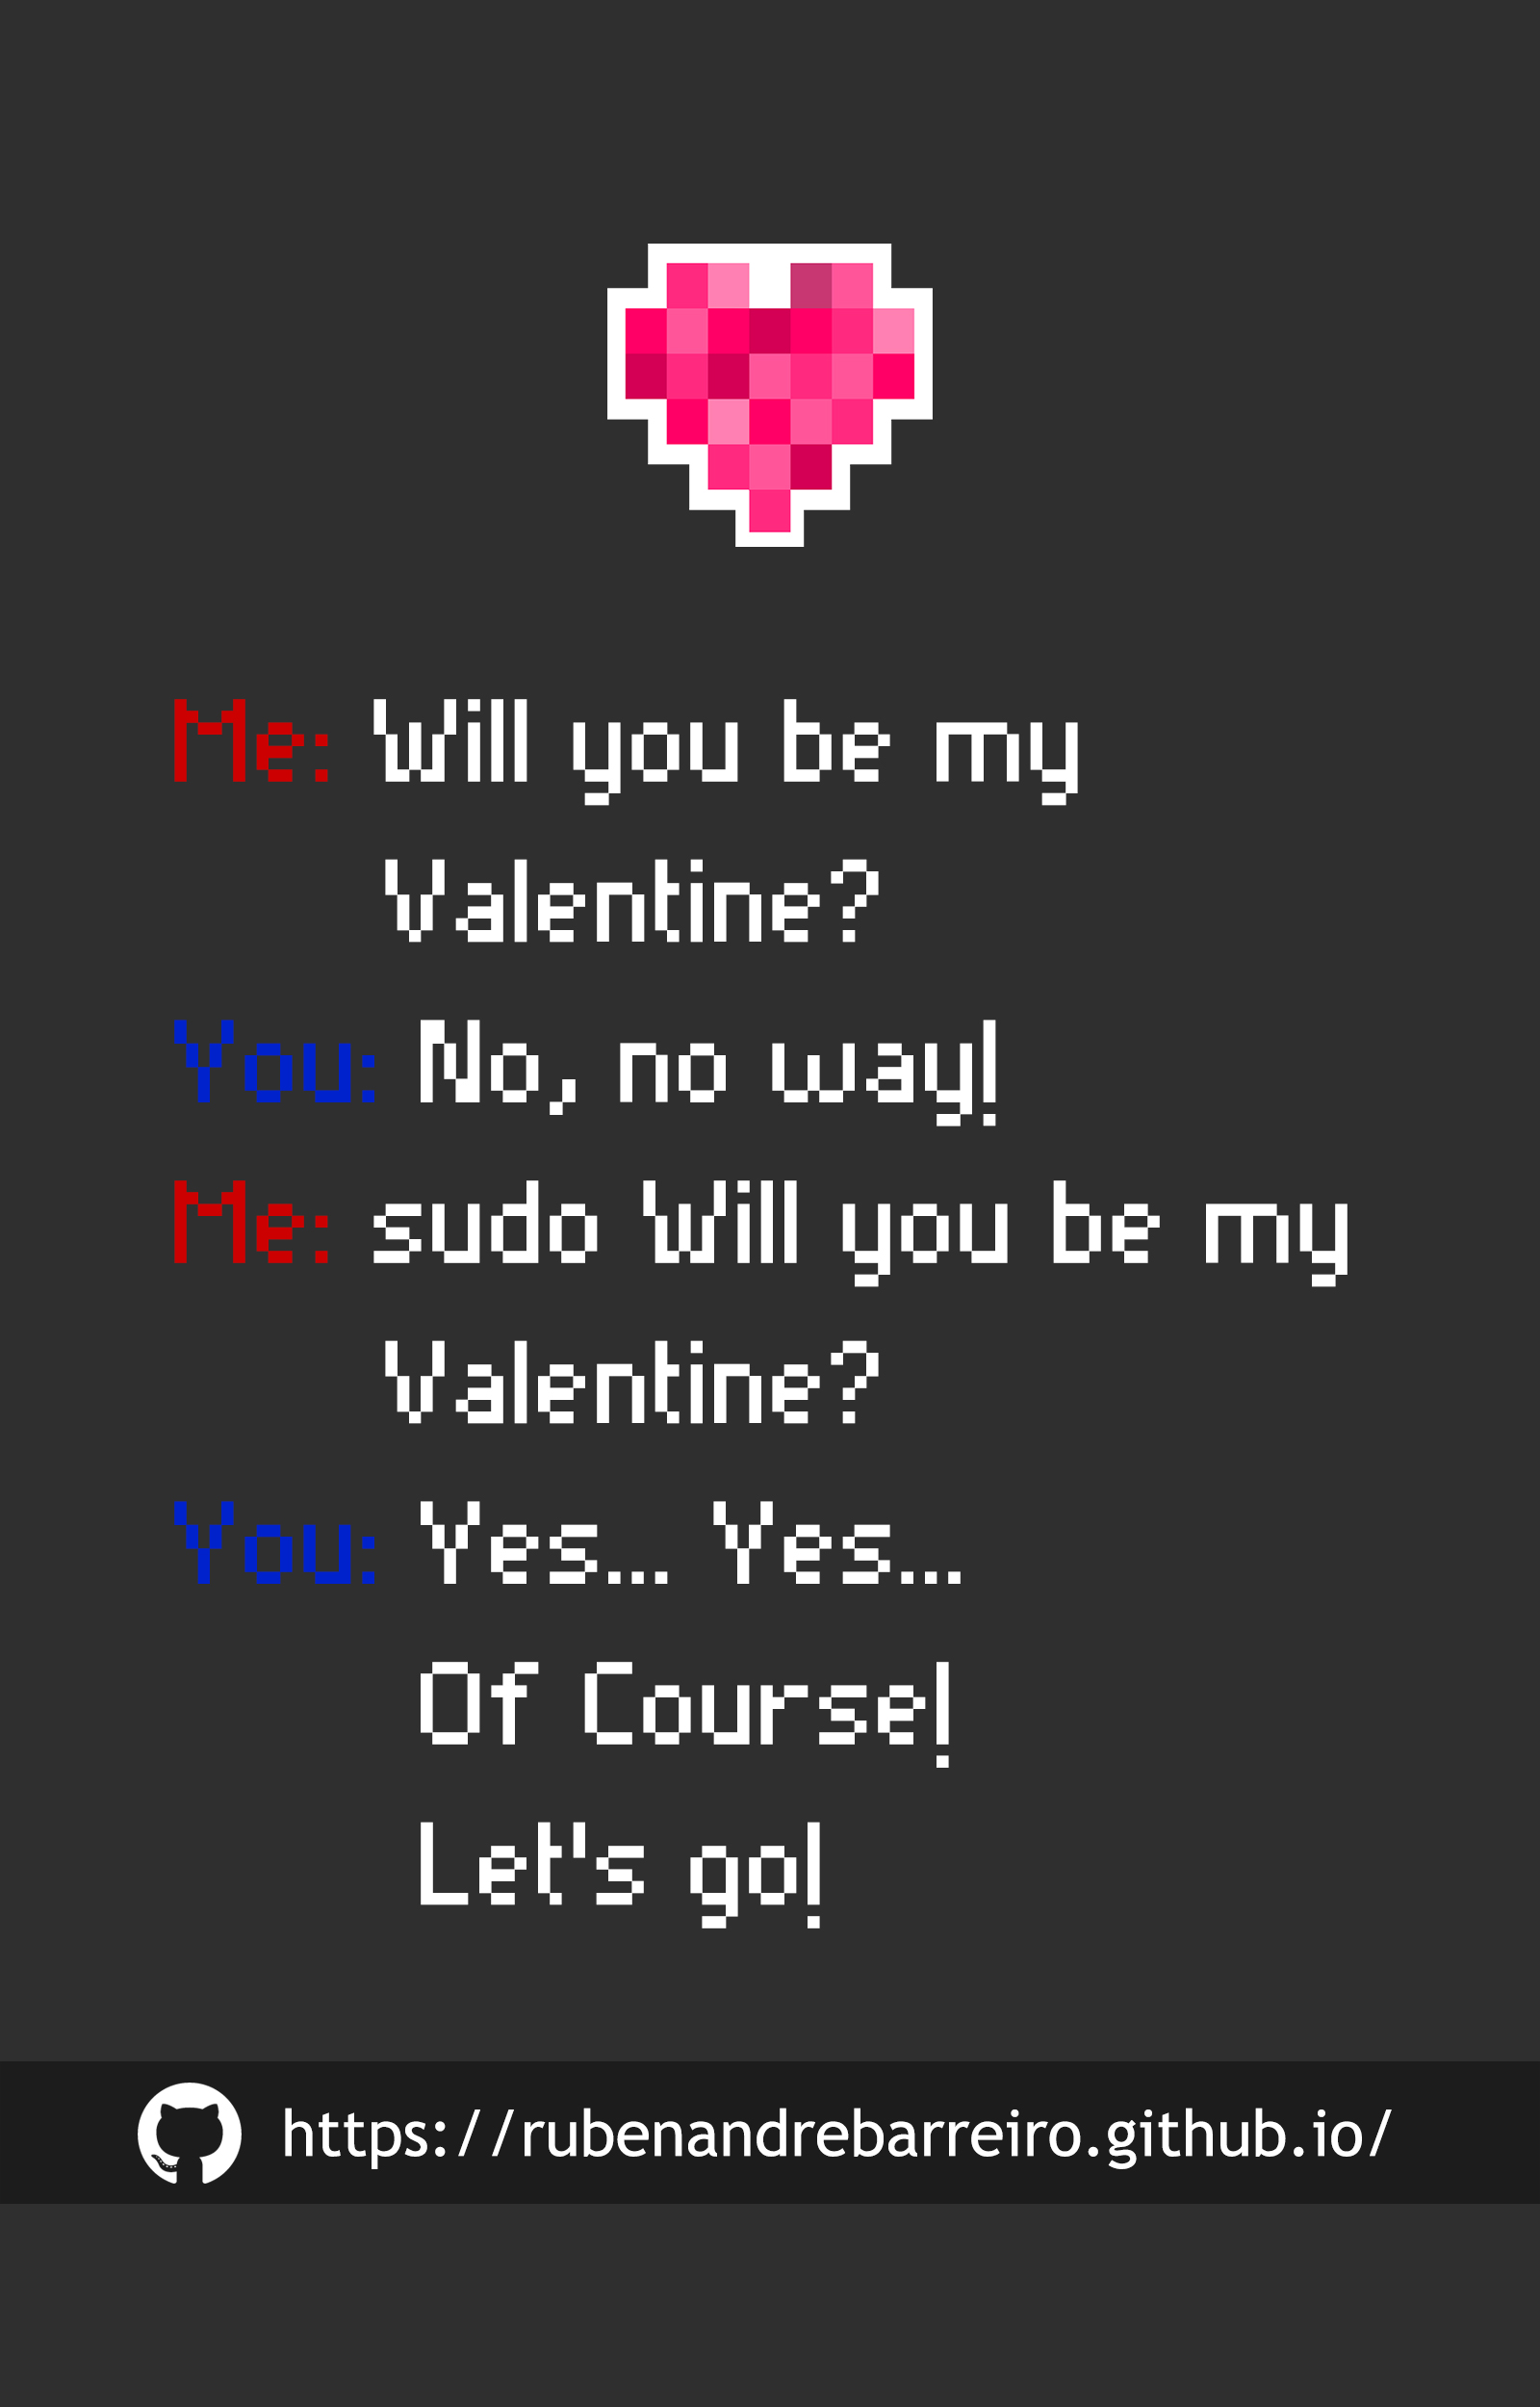 Me: Will you be my
Valentine?
You: No, no way!
Me: sudo Will you be my
Valentine?
You: Yes... Yes...
Of Course!
Let's go!
https://rubenandrebarreiro.github.io/